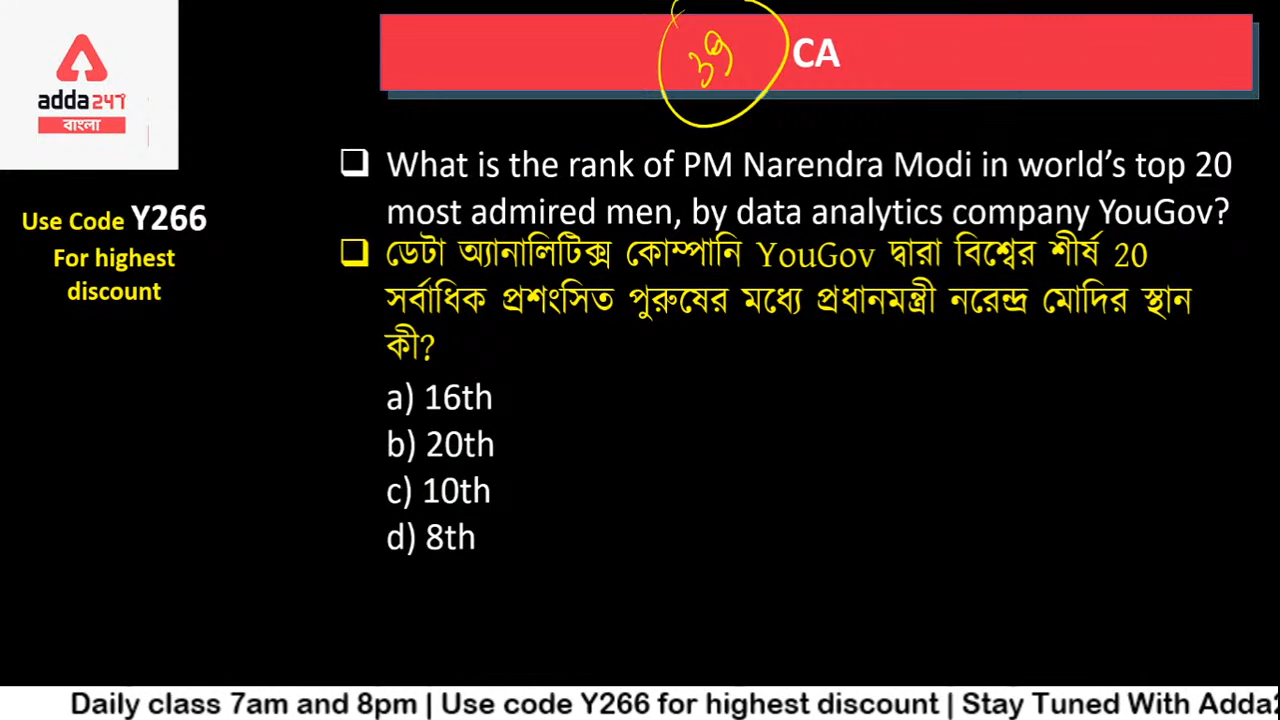 ৩9 CA
adda247
বাংলা
❑ What is the rank of PM Narendra Modi in world’s top 20
most admired men, by data analytics company YouGov?
Use Code Y266
For highest
discount
❑ ডেটা অ্যানালিটিক্স কোম্পানি YouGov দ্বারা বিশ্বের শীর্ষ 20
সর্বাধিক প্রশংসিত পুরুষের মধ্যে প্রধানমন্ত্রী নরেন্দ্র মোদির স্থান
কী?
a) 16th
b) 20th
c) 10th
d) 8th
Daily class 7am and 8pm | Use code Y266 for highest discount | Stay Tuned With Adda2